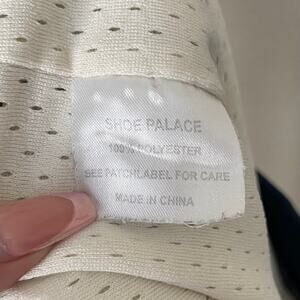 SHOE PALACE
100% POLYESTER
SEE PATCHLABEL FOR CARE
MADE IN CHINA